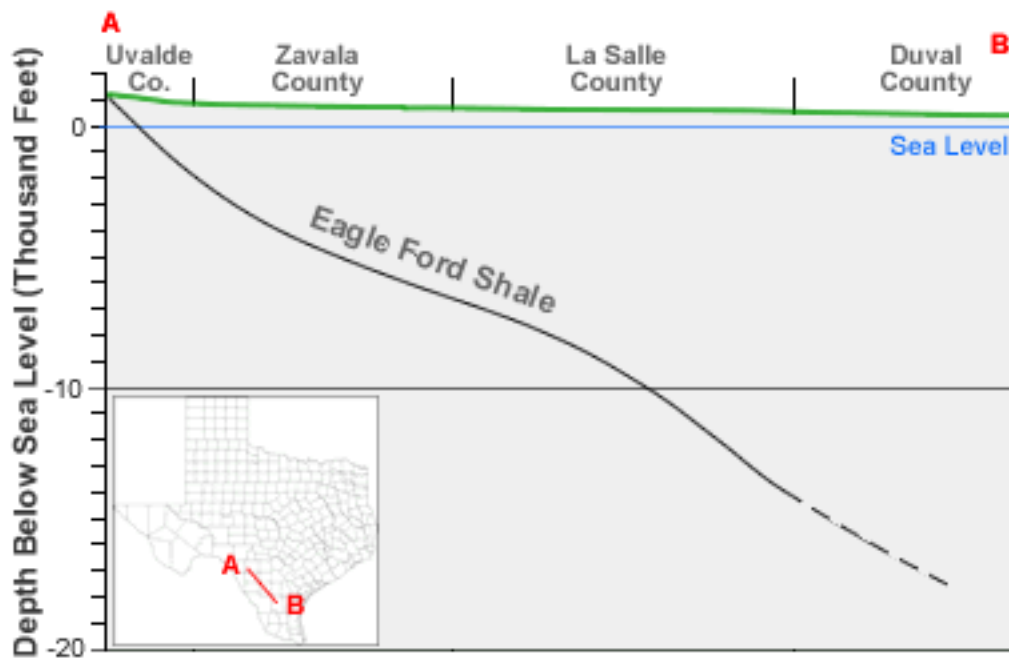 A
B
Uvalde
Co.
Zavala
County
La Salle
County
Duval
County
Depth Below Sea Level (Thousand Feet)
0
Sea Level
Eagle Ford Shale
-10
A
B
-20